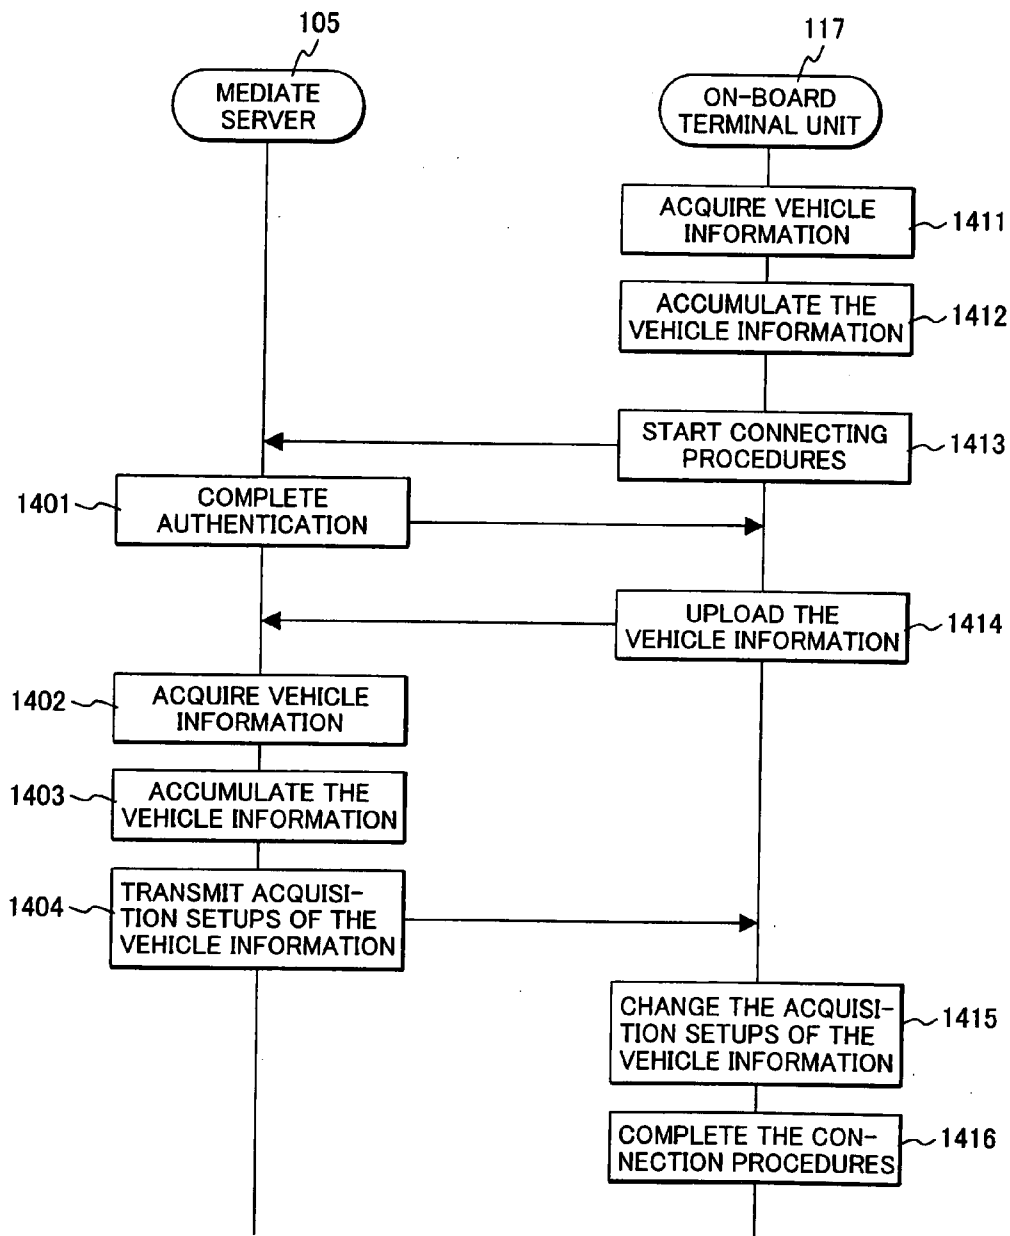 105
117
MEDIATE
SERVER
ON-BOARD
TERMINAL UNIT
ACQUIRE VEHICLE
INFORMATION
1411
ACCUMULATE THE
VEHICLE INFORMATION
1412
START CONNECTING
PROCEDURES
1413
1401
COMPLETE
AUTHENTICATION
UPLOAD THE
VEHICLE INFORMATION
1414
1402
ACQUIRE VEHICLE
INFORMATION
1403
ACCUMULATE THE
VEHICLE INFORMATION
1404
TRANSMIT ACQUISI-
TION SETUPS OF THE
VEHICLE INFORMATION
CHANGE THE ACQUISI-
TION SETUPS OF THE
VEHICLE INFORMATION
1415
COMPLETE THE CON-
NECTION PROCEDURES
1416